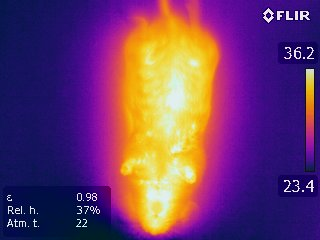 FLIR
36.2
23.4
ε 0.98
Rel. h. 37%
Atm. t. 22